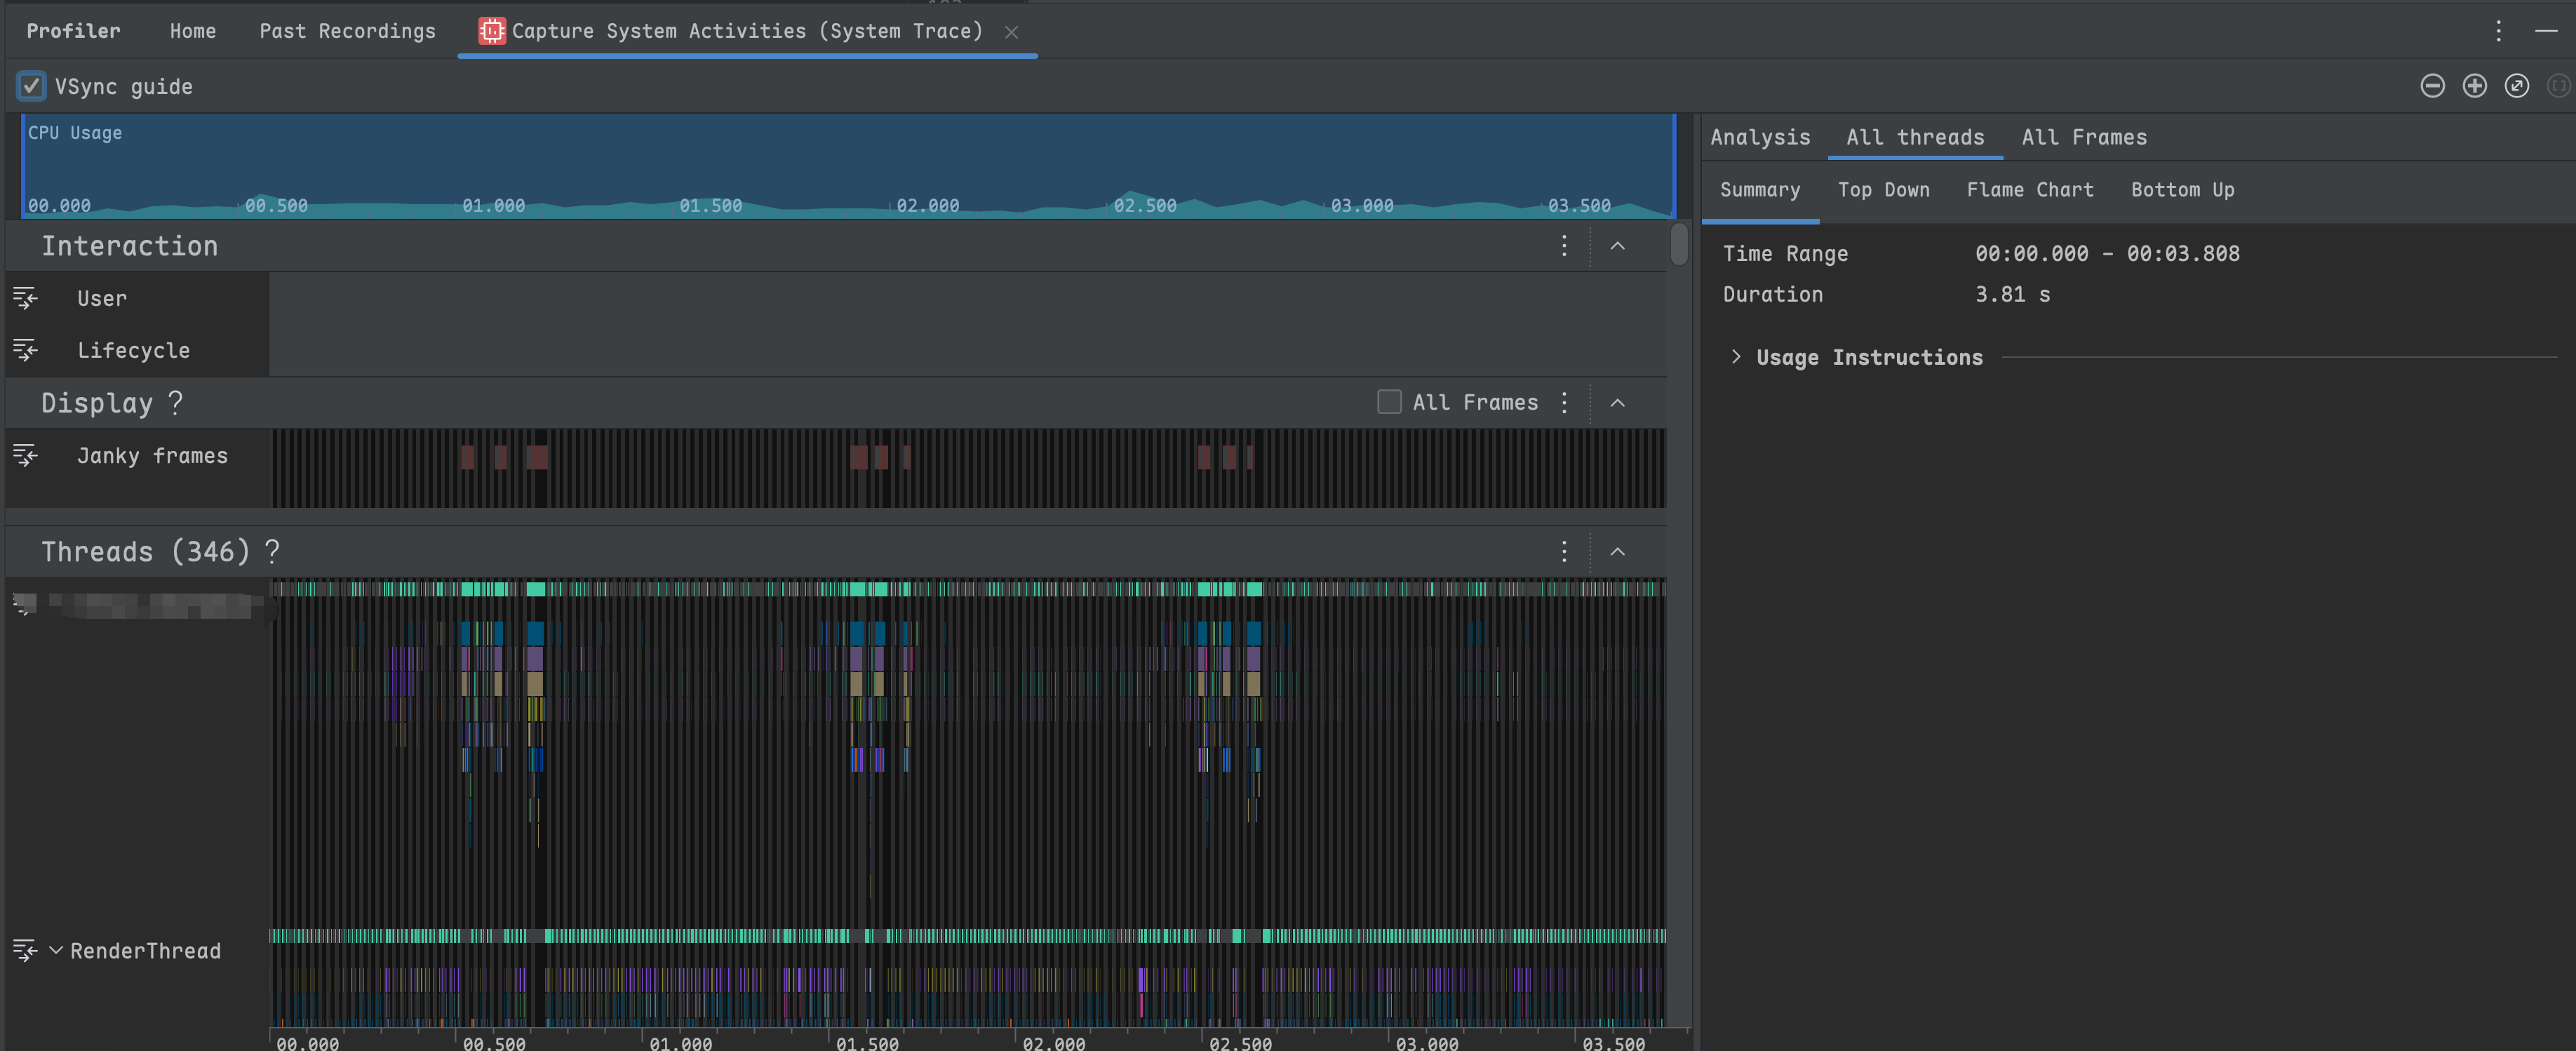 Profiler Home Past Recordings Capture System Activities (System Trace)
VSync guide
CPU Usage
00.000 00.500 01.000 01.500 02.000 02.500 03.000 03.500
Interaction
User
Lifecycle
Display ? All Frames
Janky frames
Threads (346) ?
RenderThread
00.000 00.500 01.000 01.500 02.000 02.500 03.000 03.500
Analysis All threads All Frames
Summary Top Down Flame Chart Bottom Up
Time Range 00:00.000 - 00:03.808
Duration 3.81 s
Usage Instructions